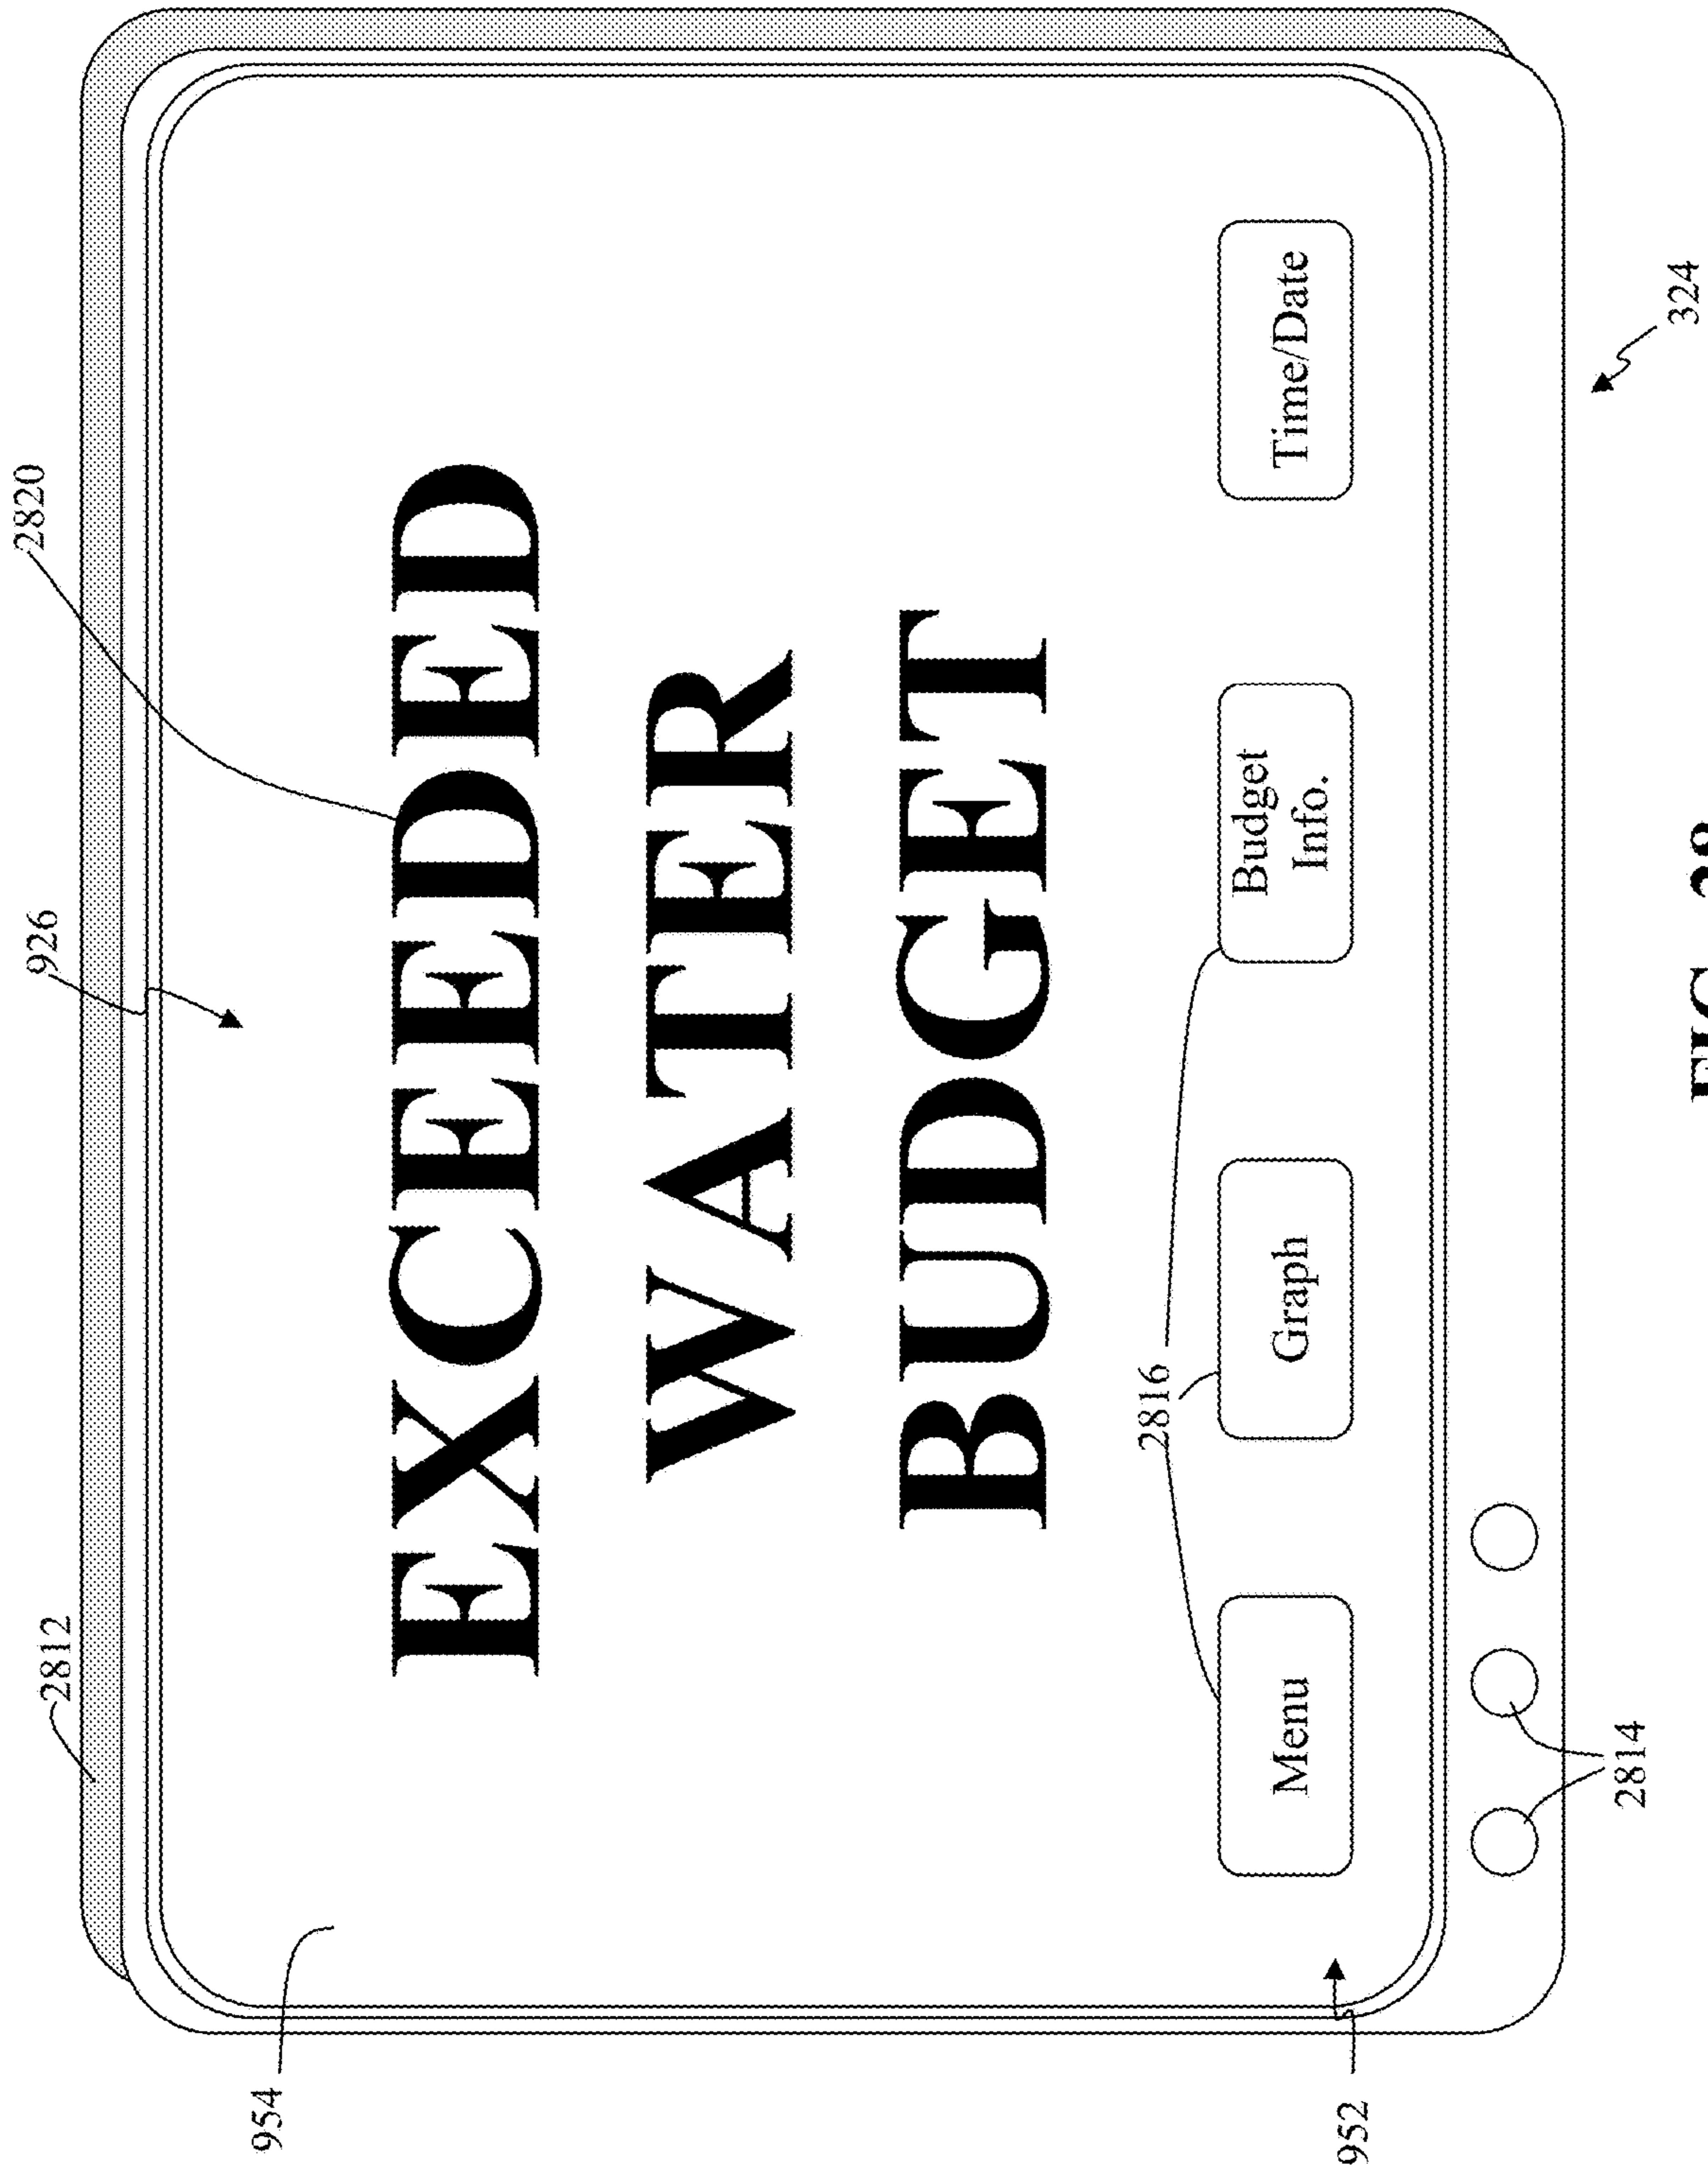 2812
926
2820
954
EXCEEDED
WATER
BUDGET
2816
Menu
Graph
Budget
Info.
Time/Date
952
2814
324